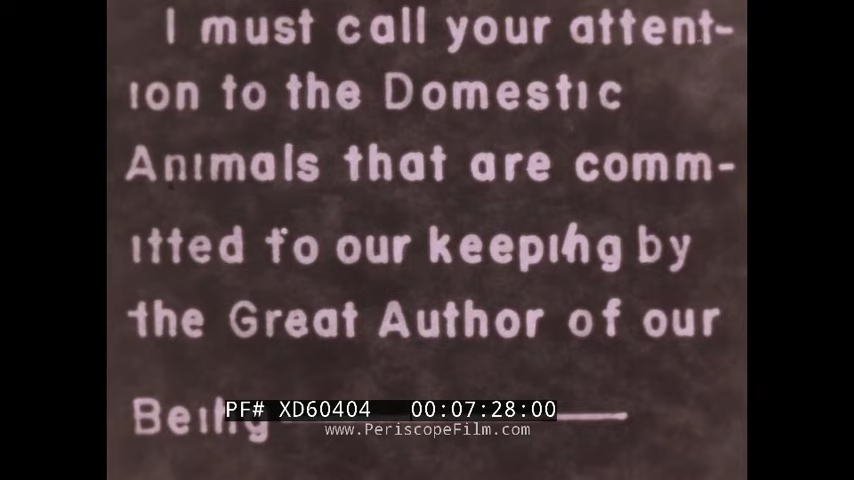 I must call your attent-
ion to the Domestic
Animals that are comm-
itted to our keeping by
the Great Author of our
Being
PF# XD60404 00:07:28:00
www.PeriscopeFilm.com